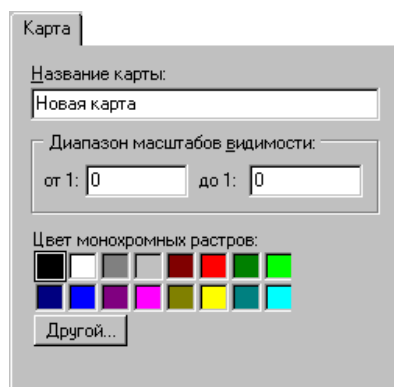 Карта
Название карты:
Новая карта
Диапазон масштабов видимости:
от 1: 0 до 1: 0
Цвет монохромных растров:
Другой...